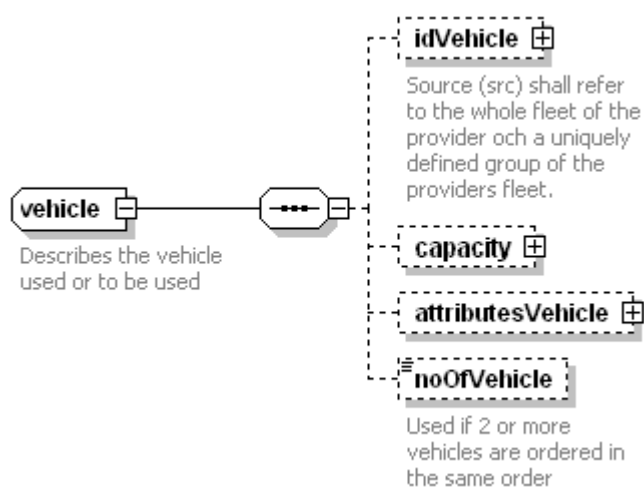 idVehicle
Source (src) shall refer
to the whole fleet of the
provider och a uniquely
defined group of the
providers fleet.
vehicle
Describes the vehicle
used or to be used
capacity
attributesVehicle
noOfVehicle
Used if 2 or more
vehicles are ordered in
the same order